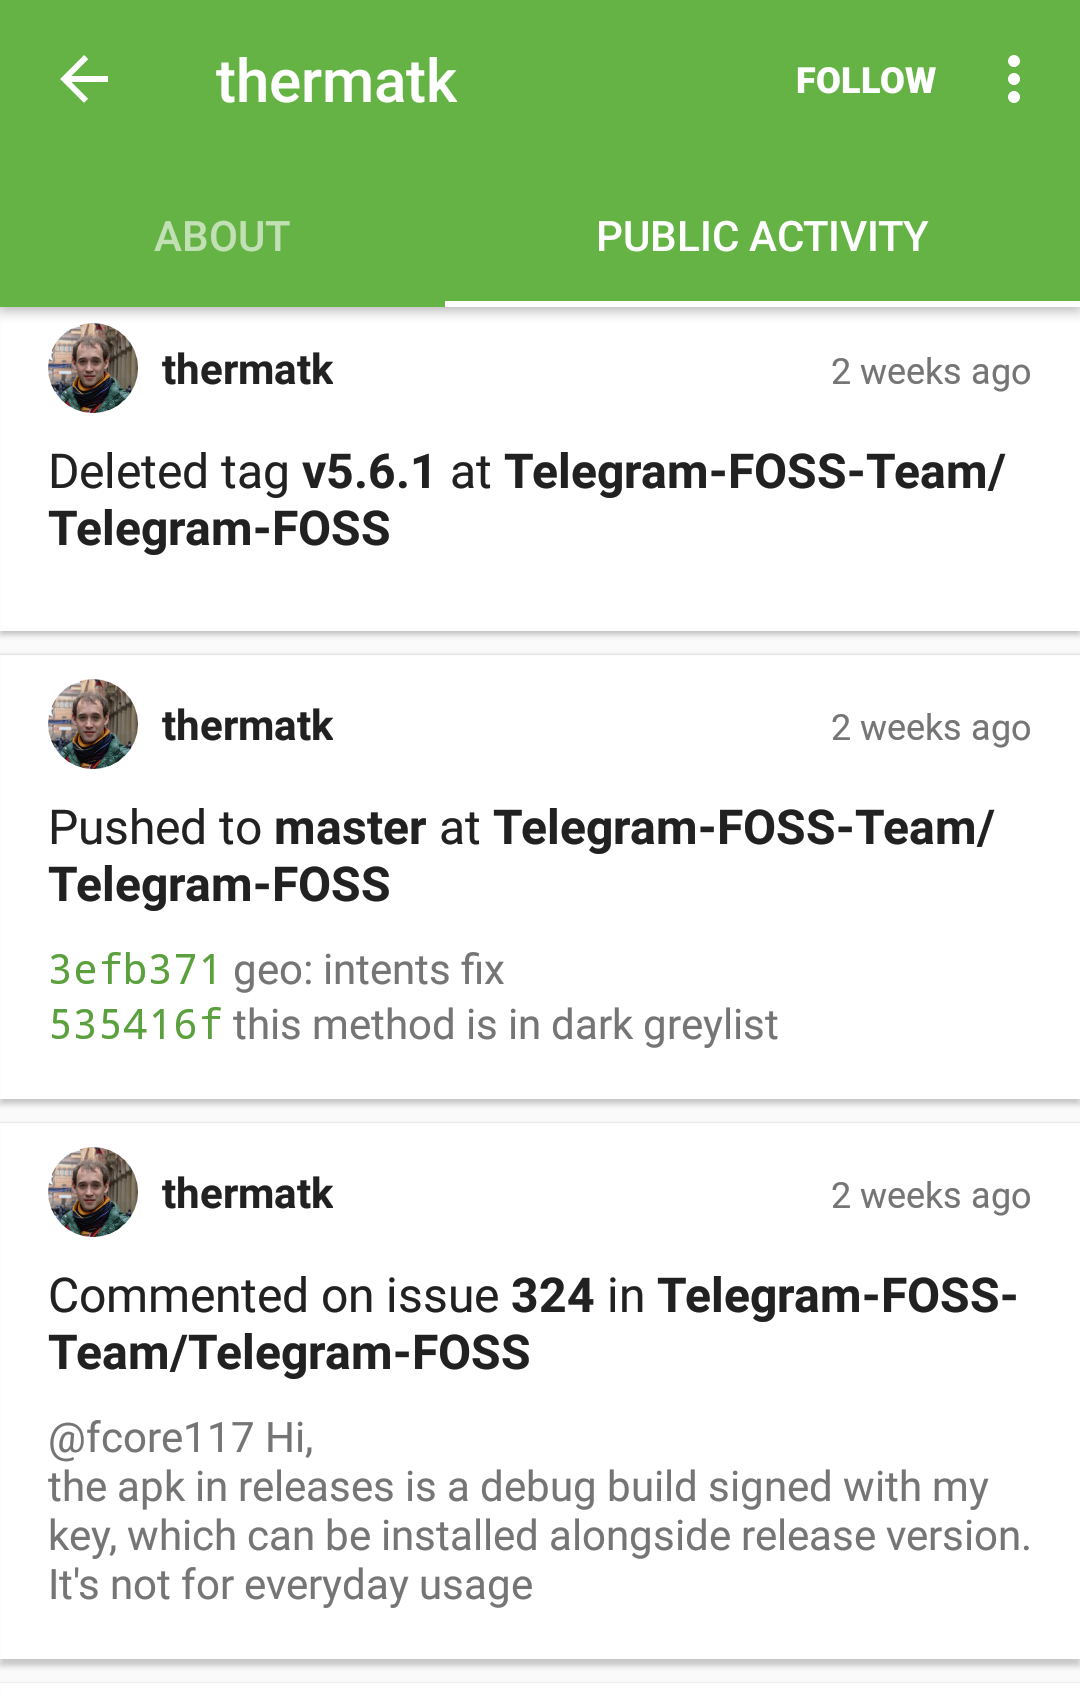 thermatk
FOLLOW
ABOUT
PUBLIC ACTIVITY
thermatk
2 weeks ago
Deleted tag v5.6.1 at Telegram-FOSS-Team/
Telegram-FOSS
thermatk
2 weeks ago
Pushed to master at Telegram-FOSS-Team/
Telegram-FOSS
3efb371 geo: intents fix
535416f this method is in dark greylist
thermatk
2 weeks ago
Commented on issue 324 in Telegram-FOSS-
Team/Telegram-FOSS
@fcore117 Hi,
the apk in releases is a debug build signed with my
key, which can be installed alongside release version.
It's not for everyday usage